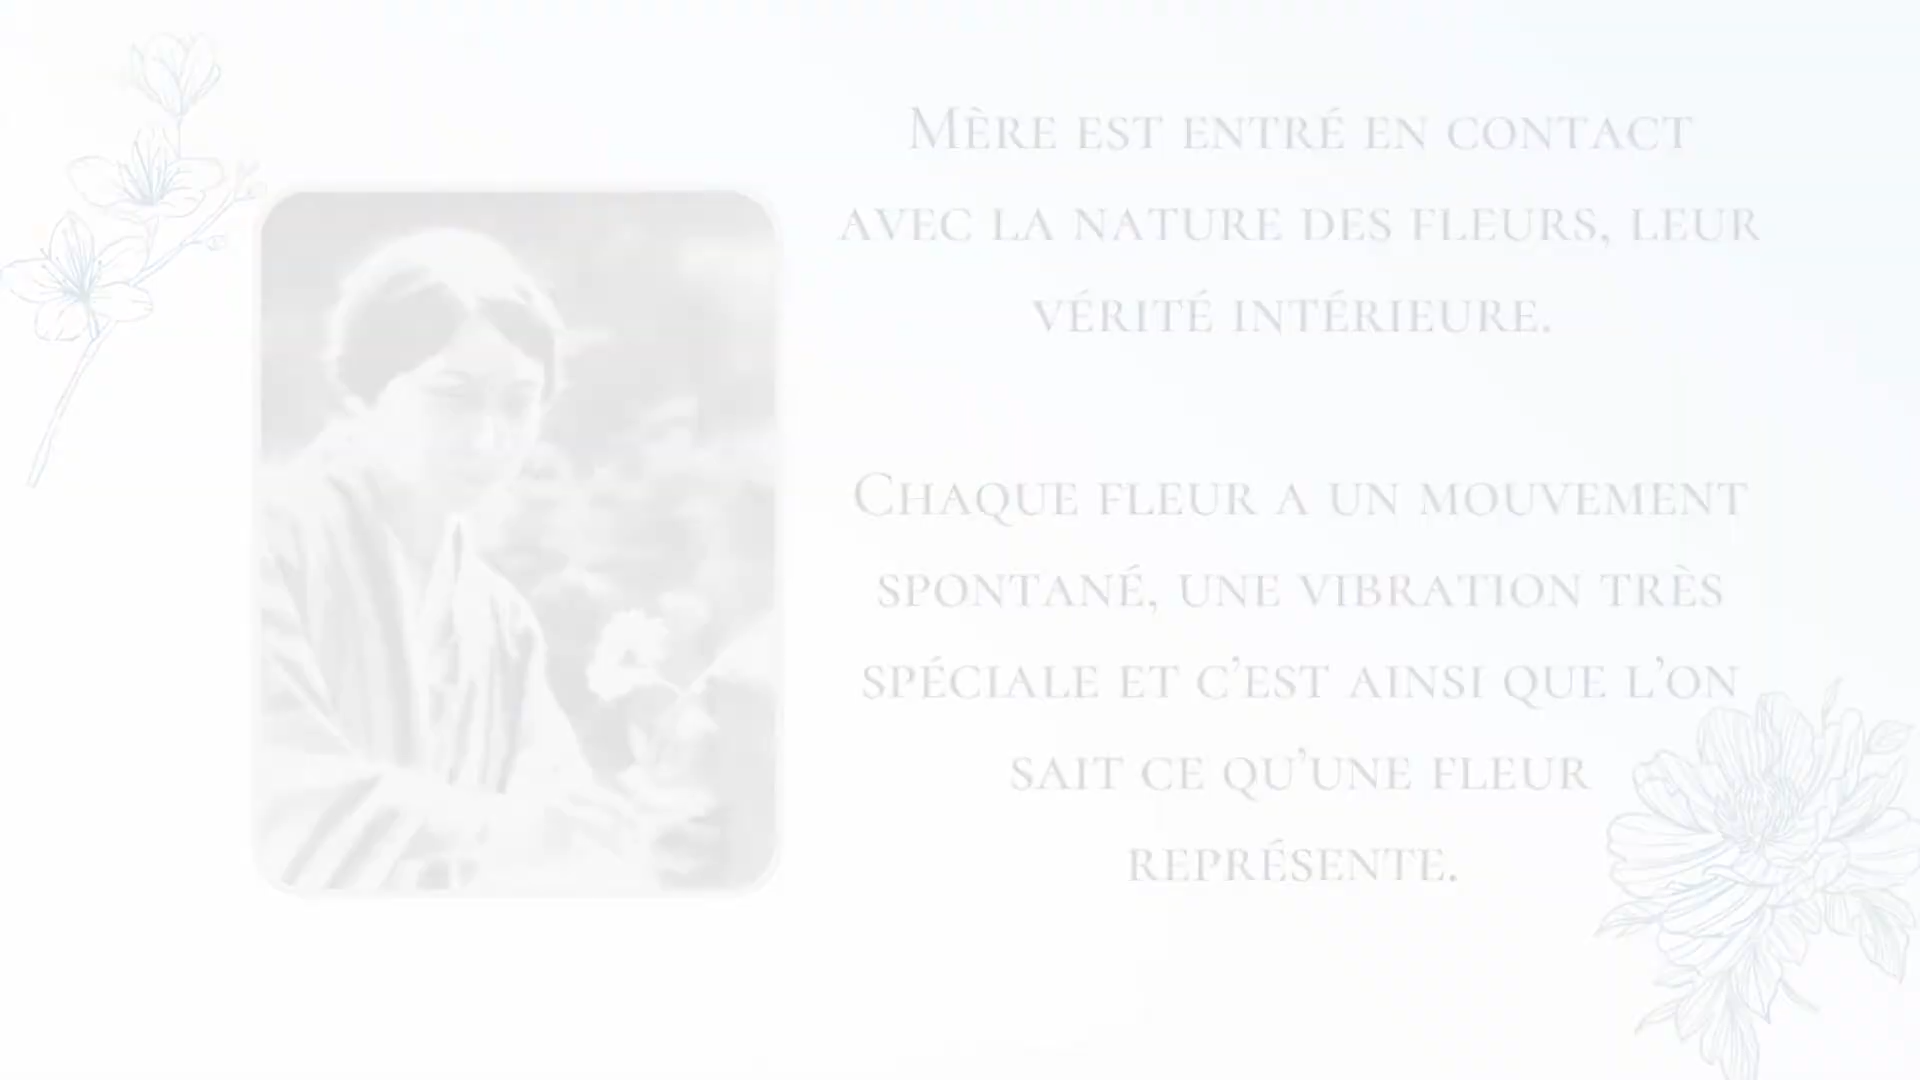 Mère est entré en contact
avec la nature des fleurs, leur
vérité intérieure.
Chaque fleur a un mouvement
spontané, une vibration très
spéciale et c’est ainsi que l’on
sait ce qu’une fleur
représente.